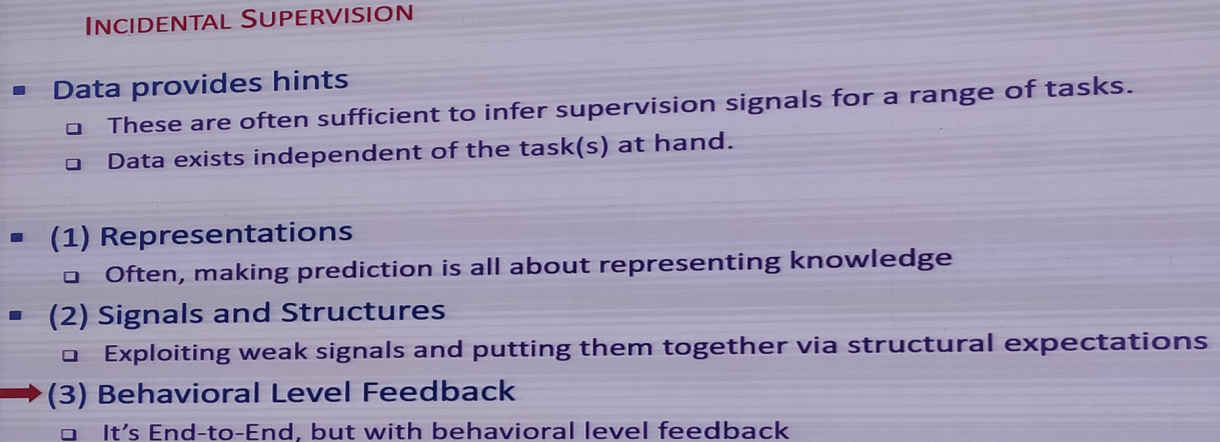 INCIDENTAL SUPERVISION
Data provides hints
These are often sufficient to infer supervision signals for a range of tasks.
Data exists independent of the task(s) at hand.
(1) Representations
Often, making prediction is all about representing knowledge
(2) Signals and Structures
Exploiting weak signals and putting them together via structural expectations
(3) Behavioral Level Feedback
It's End-to-End, but with behavioral level feedback